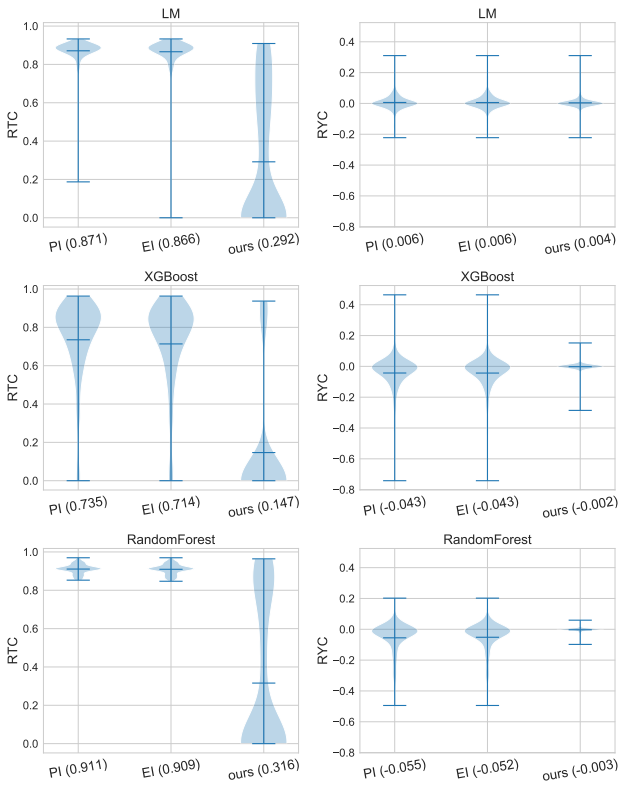 LM
RTC
1.0
0.8
0.6
0.4
0.2
0.0
PI (0.871)
EI (0.866)
ours (0.292)
LM
RYC
0.4
0.2
0.0
−0.2
−0.4
−0.6
−0.8
PI (0.006)
EI (0.006)
ours (0.004)
XGBoost
RTC
1.0
0.8
0.6
0.4
0.2
0.0
PI (0.735)
EI (0.714)
ours (0.147)
XGBoost
RYC
0.4
0.2
0.0
−0.2
−0.4
−0.6
−0.8
PI (-0.043)
EI (-0.043)
ours (-0.002)
RandomForest
RTC
1.0
0.8
0.6
0.4
0.2
0.0
PI (0.911)
EI (0.909)
ours (0.316)
RandomForest
RYC
0.4
0.2
0.0
−0.2
−0.4
−0.6
−0.8
PI (-0.055)
EI (-0.052)
ours (-0.003)